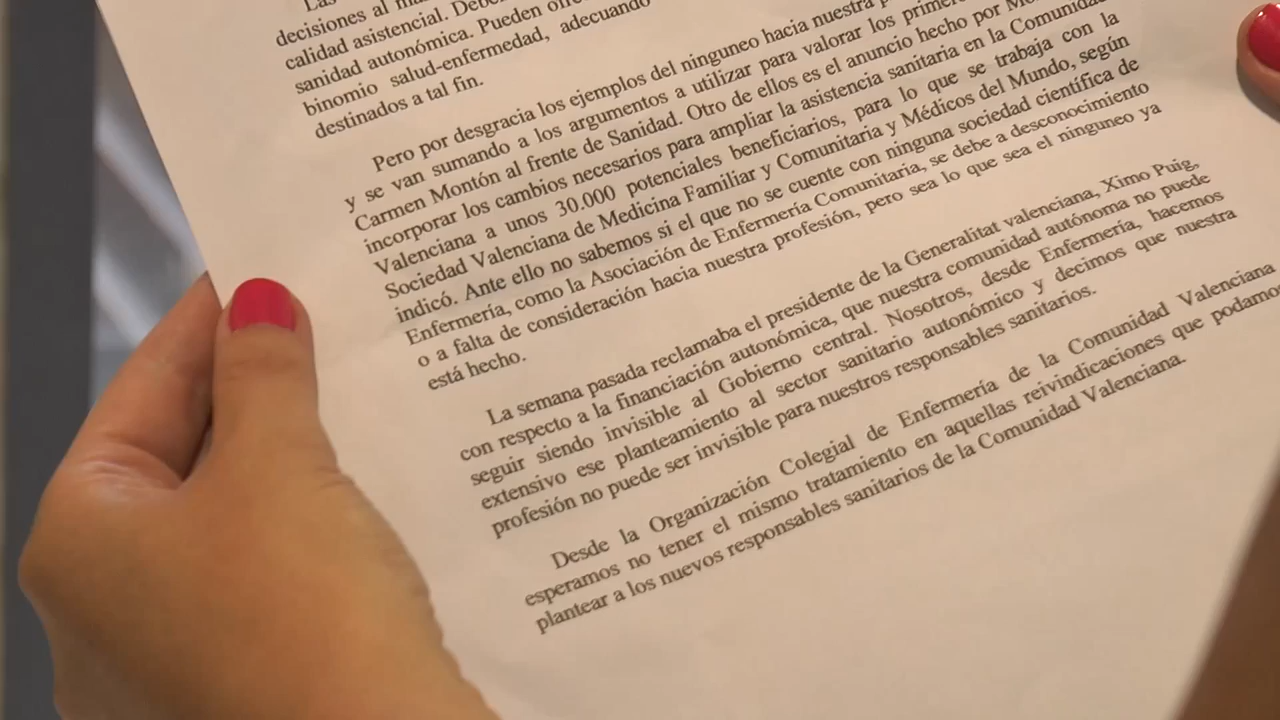 Las
decisiones al
calidad asistencial.
sanidad autonómica. Pueden
binomio salud-enfermedad, adecuando
destinados a tal fin.
Pero por desgracia los ejemplos del ninguneo hacia nuestra
y se van sumando a los argumentos a utilizar para valorar los
Carmen Montón al frente de Sanidad. Otro de ellos es el anuncio hecho por
incorporar los cambios necesarios para ampliar la asistencia sanitaria en la Comunidad
Valenciana a unos 30.000 potenciales beneficiarios, para lo que se trabaja con la
Sociedad Valenciana de Medicina Familiar y Comunitaria y Médicos del Mundo, según
indicó. Ante ello no sabemos si el que no se cuente con ninguna sociedad científica de
Enfermería, como la Asociación de Enfermería Comunitaria, se debe a desconocimiento
o a falta de consideración hacia nuestra profesión, pero sea lo que sea el ninguneo ya
está hecho.
La semana pasada reclamaba el presidente de la Generalitat valenciana, Ximo Puig,
con respecto a la financiación autonómica, que nuestra comunidad autónoma no puede
seguir siendo invisible al Gobierno central. Nosotros, desde Enfermería, hacemos
extensivo ese planteamiento al sector sanitario autonómico y decimos que nuestra
profesión no puede ser invisible para nuestros responsables sanitarios.
Desde la Organización Colegial de Enfermería de la Comunidad Valenciana
esperamos no tener el mismo tratamiento en aquellas reivindicaciones que podamos
plantear a los nuevos responsables sanitarios de la Comunidad Valenciana.